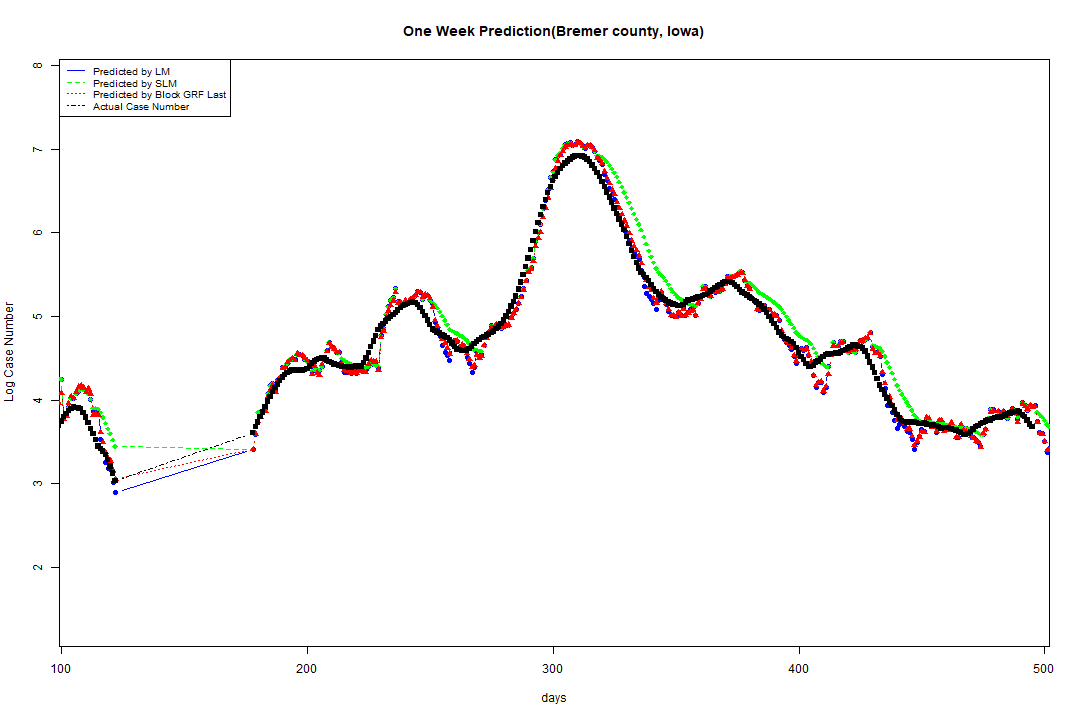 One Week Prediction(Bremer county, Iowa)
Predicted by LM
Predicted by SLM
Predicted by Block GRF Last
Actual Case Number
8
7
6
5
4
3
2
Log Case Number
100 200 300 400 500
days